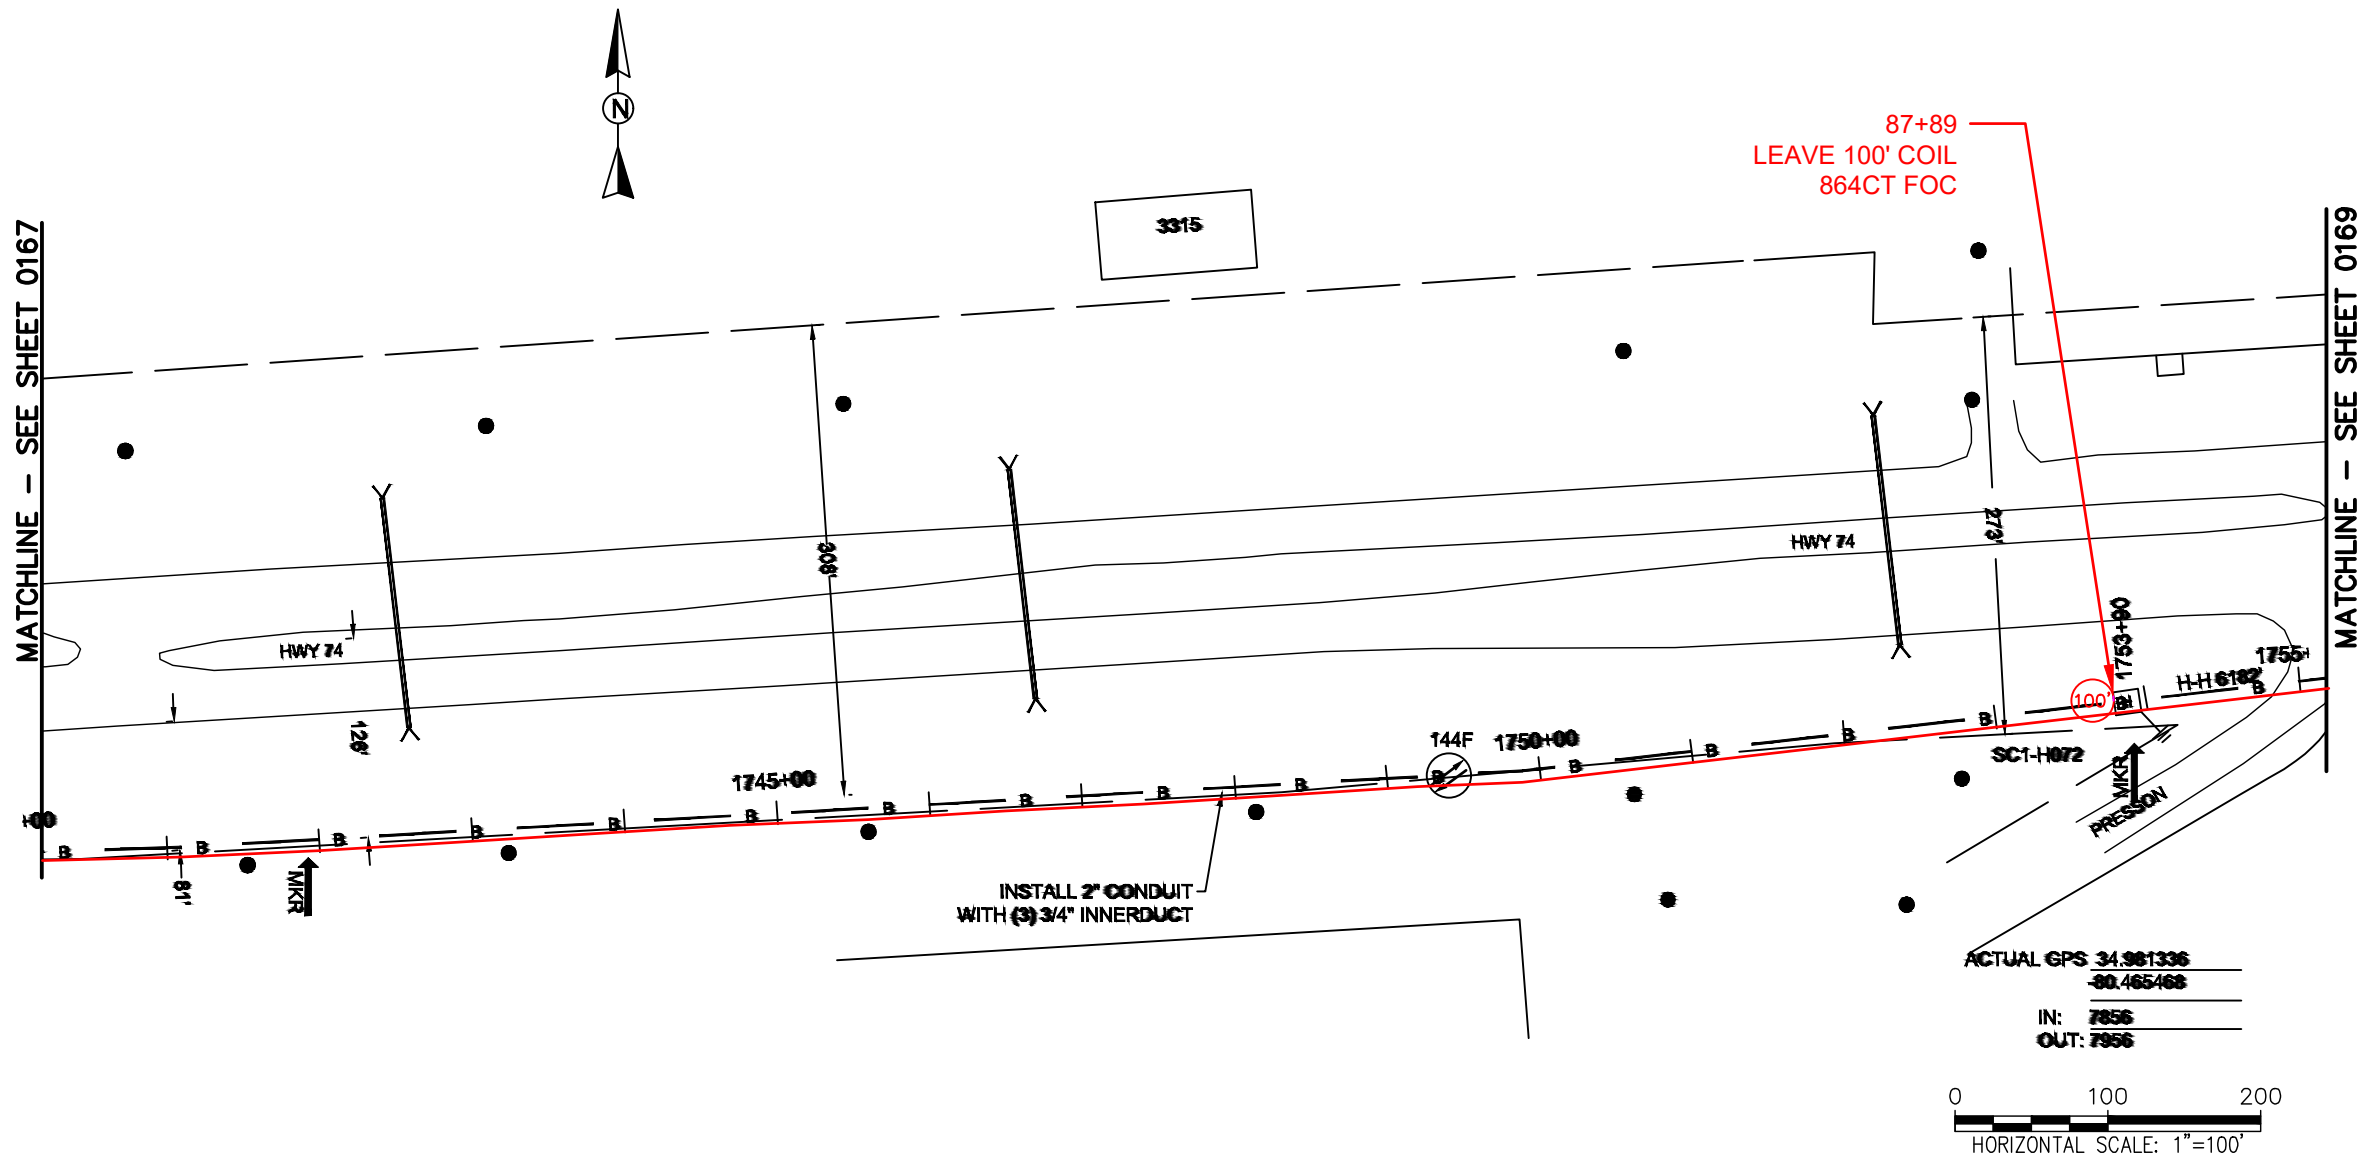 N
87+89
LEAVE 100' COIL
864CT FOC
MATCHLINE - SEE SHEET 0167
MATCHLINE - SEE SHEET 0169
3315
308'
273'
HWY 74
HWY 74
126'
81'
1753+90
1755+
H-H 6182'
100'
144F
1750+00
1745+00
+00
B B B B B B B B B B B B B B B B
SC1-H072
MKR
MKR
PRESSON
INSTALL 2" CONDUIT
WITH (3) 3/4" INNERDUCT
ACTUAL GPS 34.981336
-80.465468
IN: 7856
OUT: 7956
0 100 200
HORIZONTAL SCALE: 1"=100'